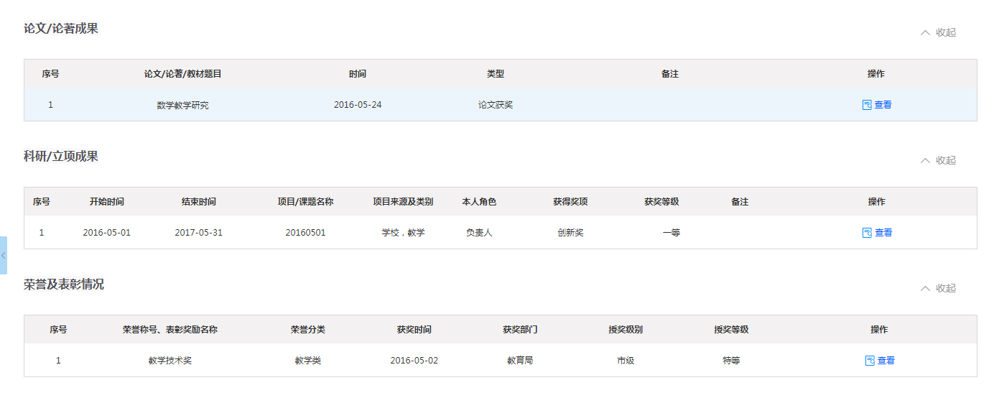 论文/论著成果
收起
序号 论文/论著/教材题目 时间 类型 备注 操作
1 数学教学研究 2016-05-24 论文获奖 查看
科研/立项成果
收起
序号 开始时间 结束时间 项目/课题名称 项目来源及类别 本人角色 获得奖项 获奖等级 备注 操作
1 2016-05-01 2017-05-31 20160501 学校，教学 负责人 创新奖 一等 查看
荣誉及表彰情况
收起
序号 荣誉称号、表彰奖励名称 荣誉分类 获奖时间 获奖部门 授奖级别 授奖等级 操作
1 教学技术奖 教学类 2016-05-02 教育局 市级 特等 查看